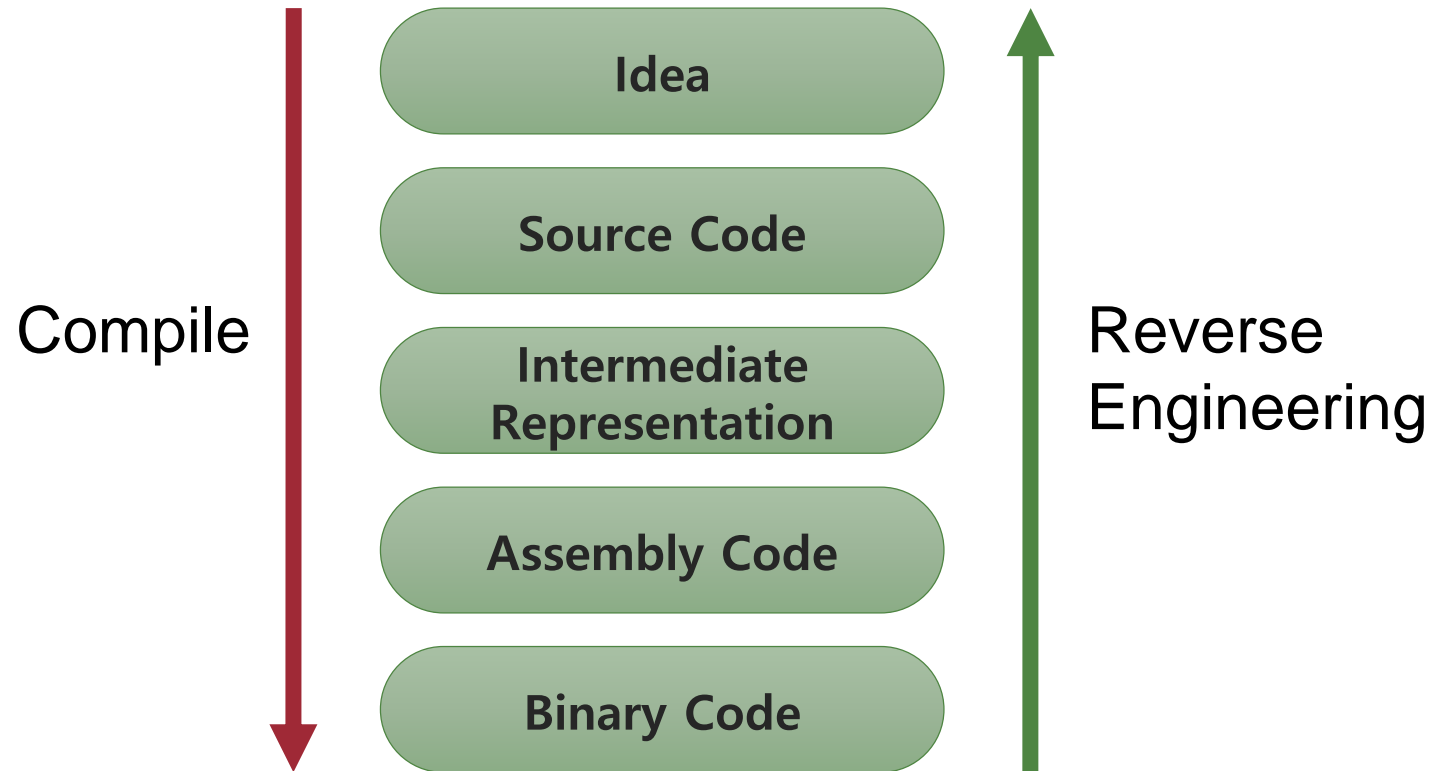 Idea
Source Code
Compile
Intermediate
Representation
Reverse
Engineering
Assembly Code
Binary Code